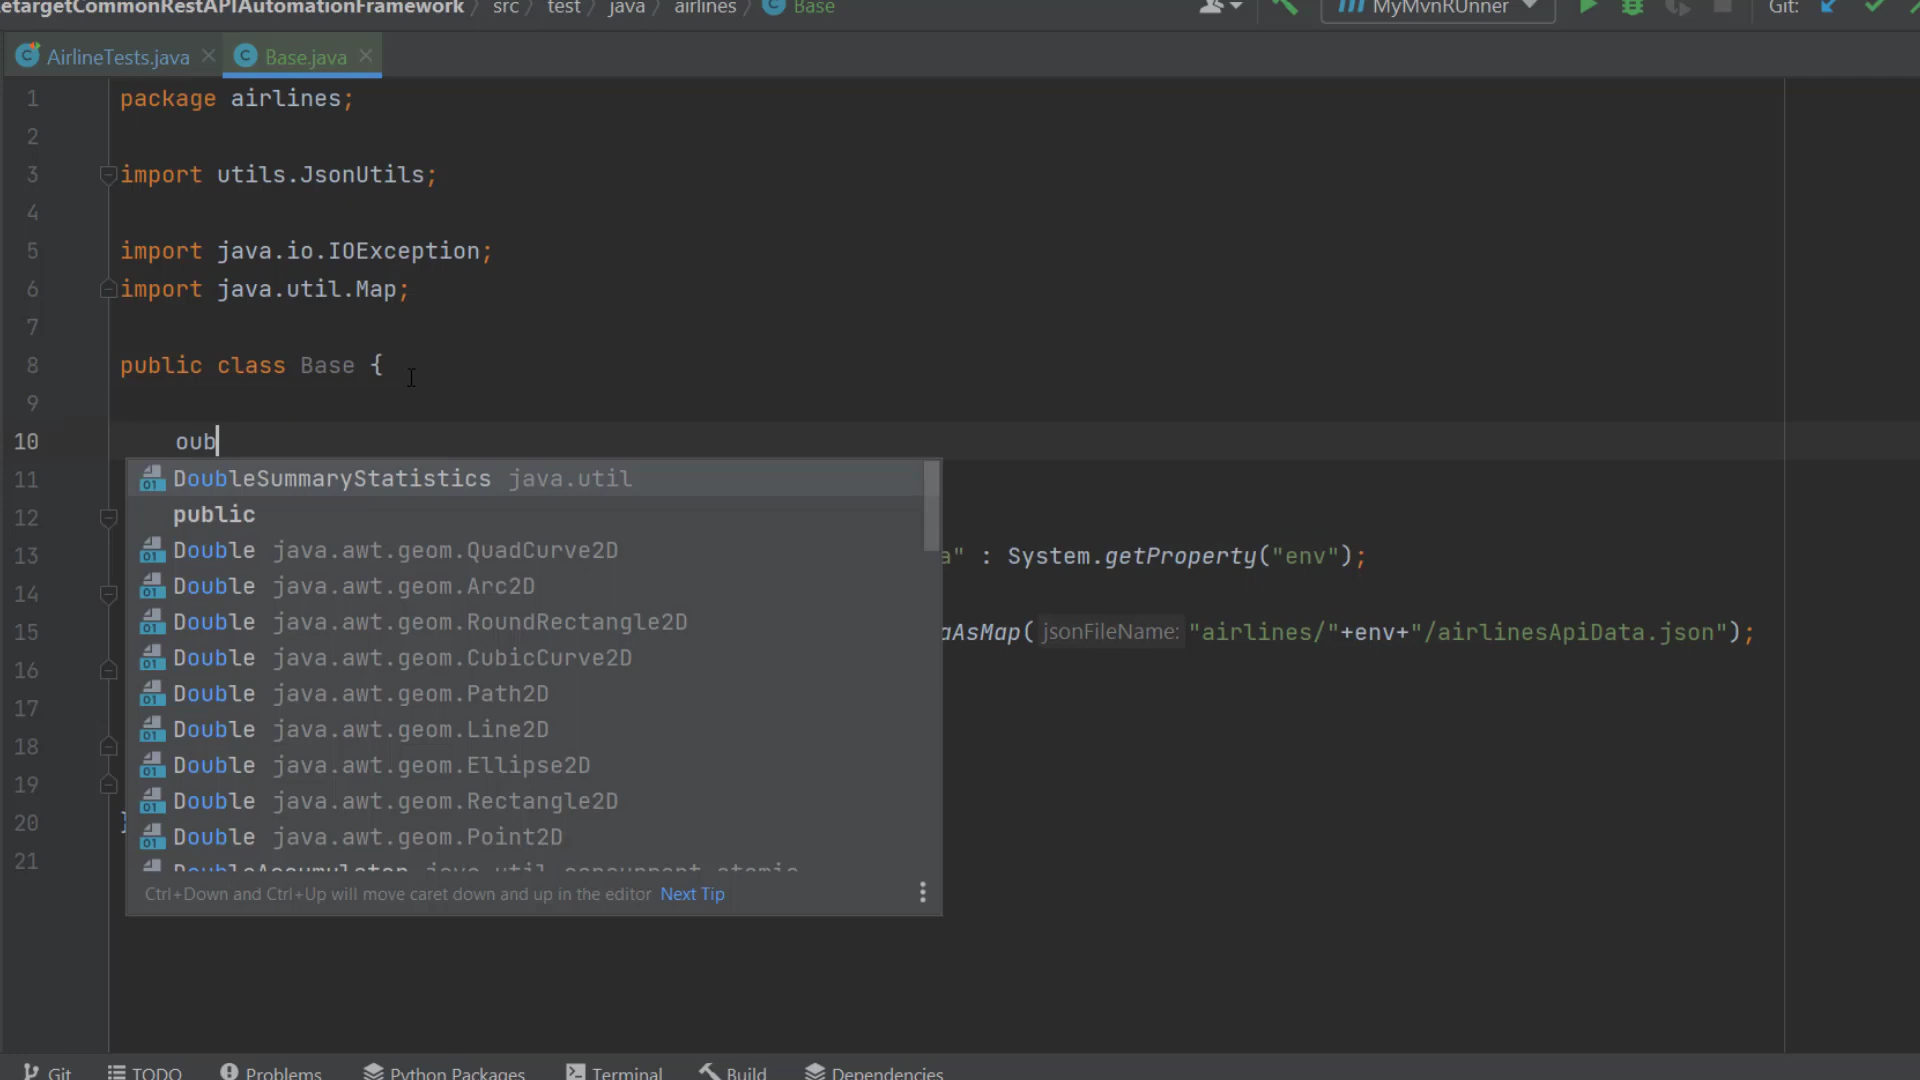 etargetCommonRestAPIAutomationFramework src test java airlines Base
MyMvnRUnner Git:
AirlineTests.java Base.java
1 package airlines;
2
3 import utils.JsonUtils;
4
5 import java.io.IOException;
6 import java.util.Map;
7
8 public class Base {
9
10 oub
11 DoubleSummaryStatistics java.util
12 public
13 Double java.awt.geom.QuadCurve2D a" : System.getProperty("env");
14 Double java.awt.geom.Arc2D
15 Double java.awt.geom.RoundRectangle2D aAsMap( jsonFileName: "airlines/"+env+"/airlinesApiData.json");
16 Double java.awt.geom.CubicCurve2D
17 Double java.awt.geom.Path2D
18 Double java.awt.geom.Line2D
19 Double java.awt.geom.Ellipse2D
Double java.awt.geom.Rectangle2D
20 } Double java.awt.geom.Point2D
21 DoubleAccumulator java.util.concurrent.atomic
Ctrl+Down and Ctrl+Up will move caret down and up in the editor Next Tip
Git TODO Problems Python Packages Terminal Build Dependencies